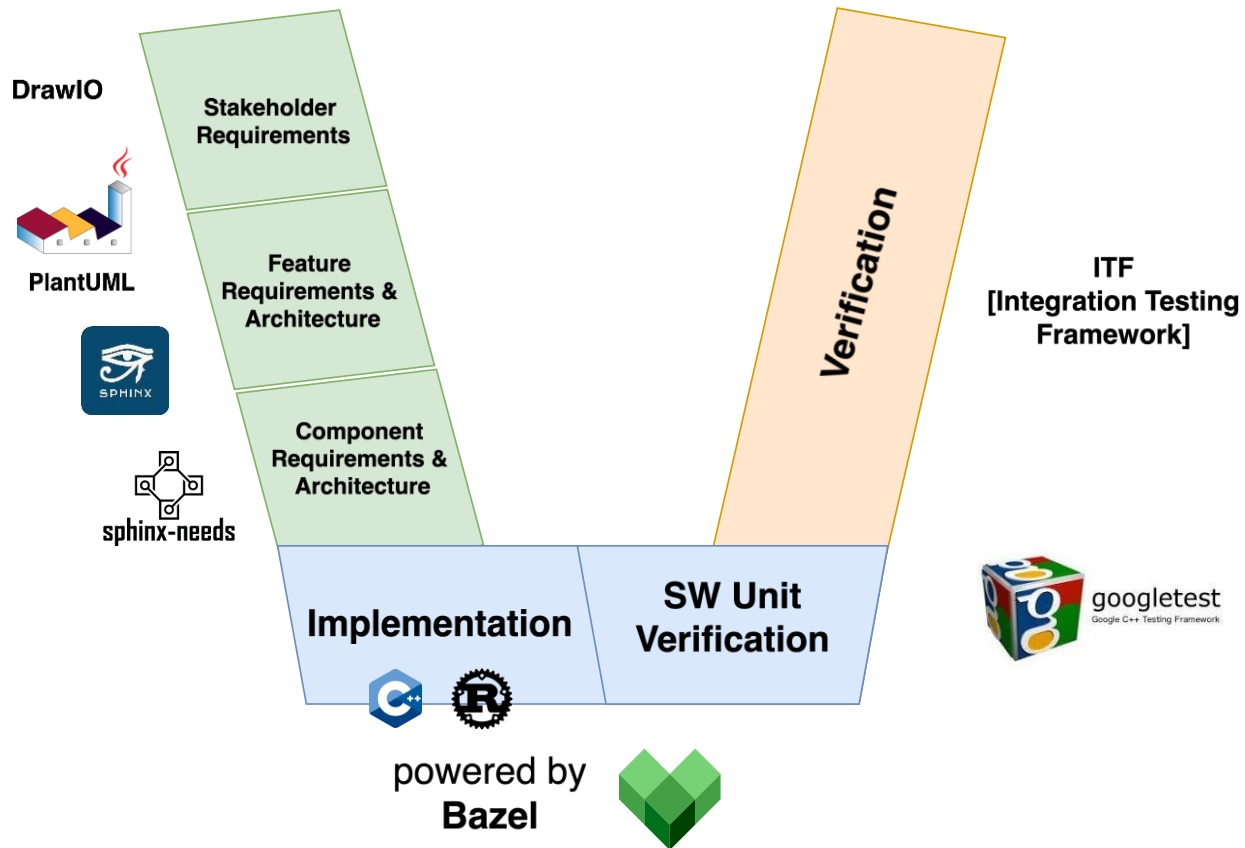 DrawIO
PlantUML
SPHINX
sphinx-needs
Stakeholder
Requirements
Feature
Requirements &
Architecture
Component
Requirements &
Architecture
Implementation
C++
R
SW Unit
Verification
Verification
ITF
[Integration Testing
Framework]
g
googletest
Google C++ Testing Framework
powered by
Bazel